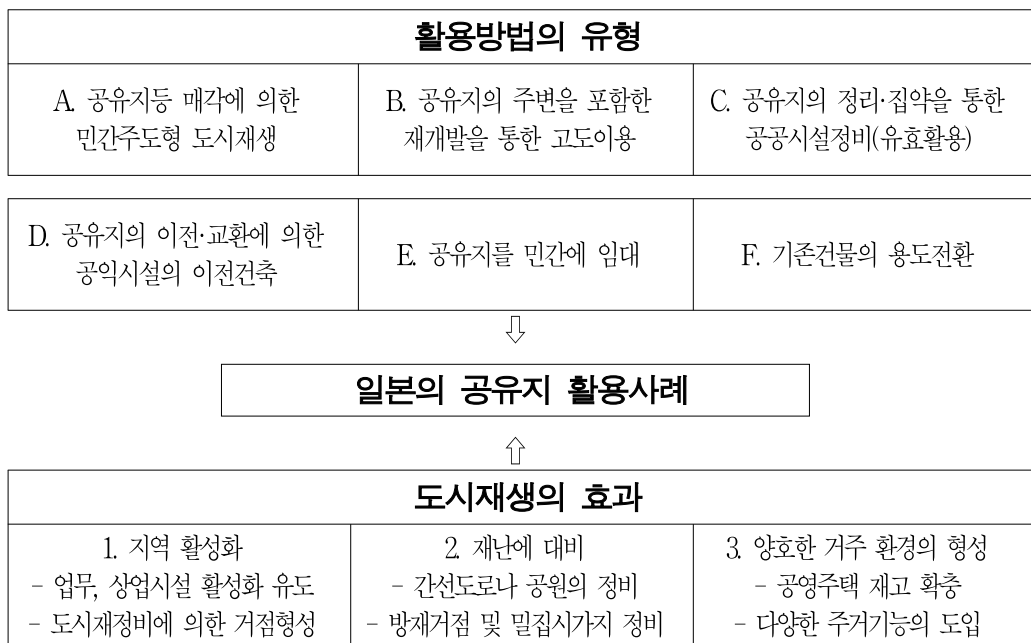 활용방법의 유형
A. 공유지등 매각에 의한
민간주도형 도시재생
B. 공유지의 주변을 포함한
재개발을 통한 고도이용
C. 공유지의 정리·집약을 통한
공공시설정비(유효활용)
D. 공유지의 이전·교환에 의한
공익시설의 이전건축
E. 공유지를 민간에 임대
F. 기존건물의 용도전환
일본의 공유지 활용사례
도시재생의 효과
1. 지역 활성화
- 업무, 상업시설 활성화 유도
- 도시재정비에 의한 거점형성
2. 재난에 대비
- 간선도로나 공원의 정비
- 방재거점 및 밀집시가지 정비
3. 양호한 거주 환경의 형성
- 공영주택 재고 확충
- 다양한 주거기능의 도입